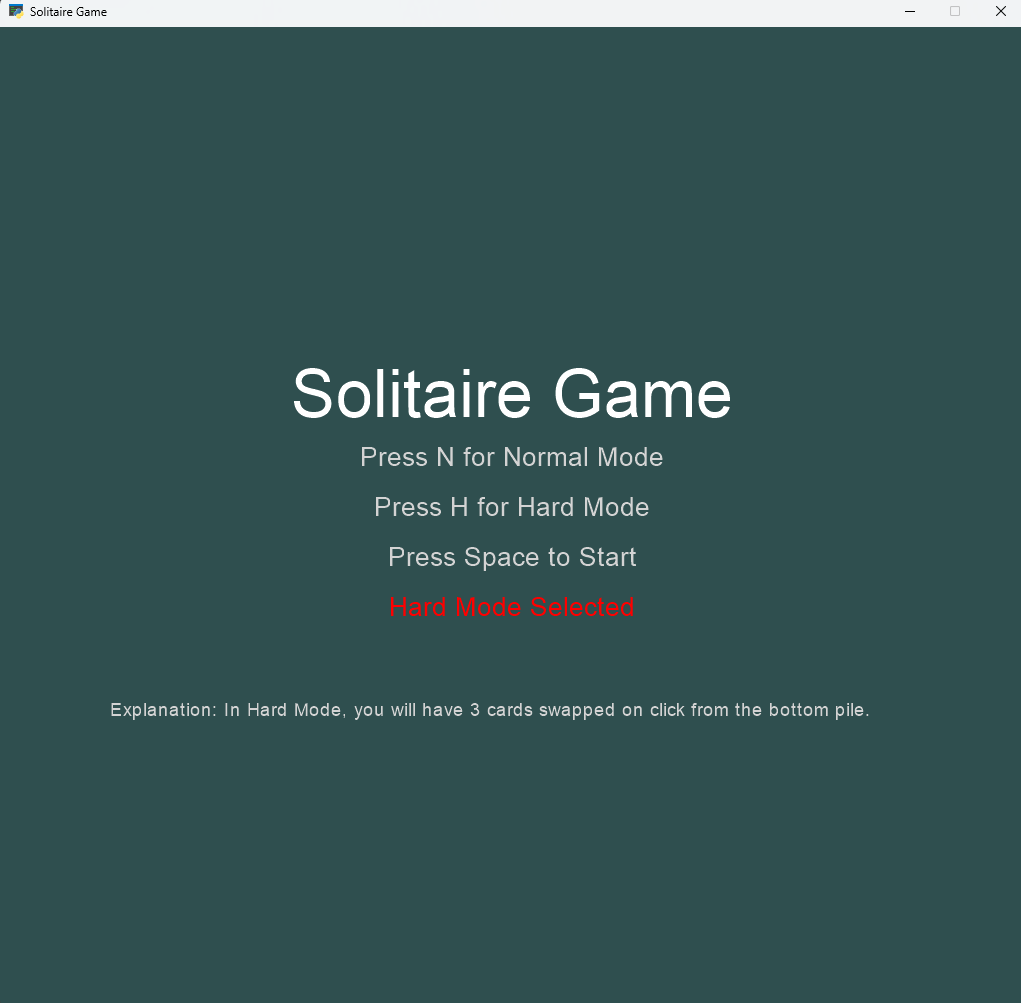 Solitaire Game
Solitaire Game
Press N for Normal Mode
Press H for Hard Mode
Press Space to Start
Hard Mode Selected
Explanation: In Hard Mode, you will have 3 cards swapped on click from the bottom pile.